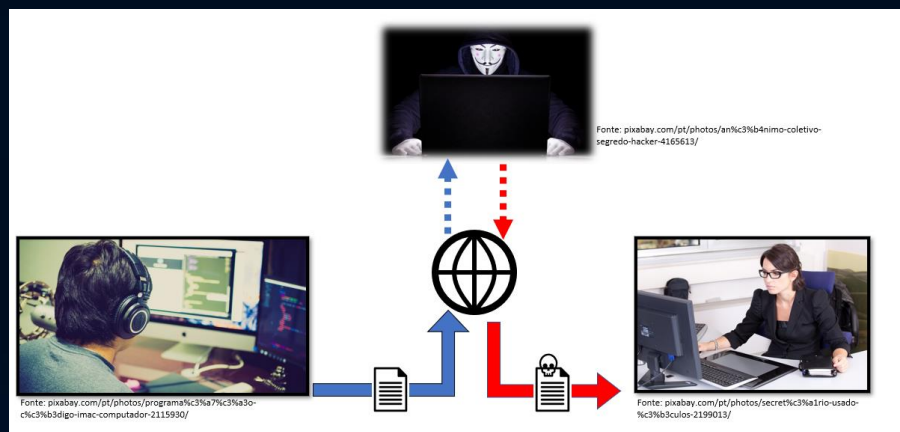 Fonte: pixabay.com/pt/photos/an%c3%b4nimo-coletivo-
segredo-hacker-4165613/
Fonte: pixabay.com/pt/photos/programa%c3%a7%c3%a3o-
c%c3%b3digo-imac-computador-2115930/
Fonte: pixabay.com/pt/photos/secret%c3%a1rio-usado-
%c3%b3culos-2199013/